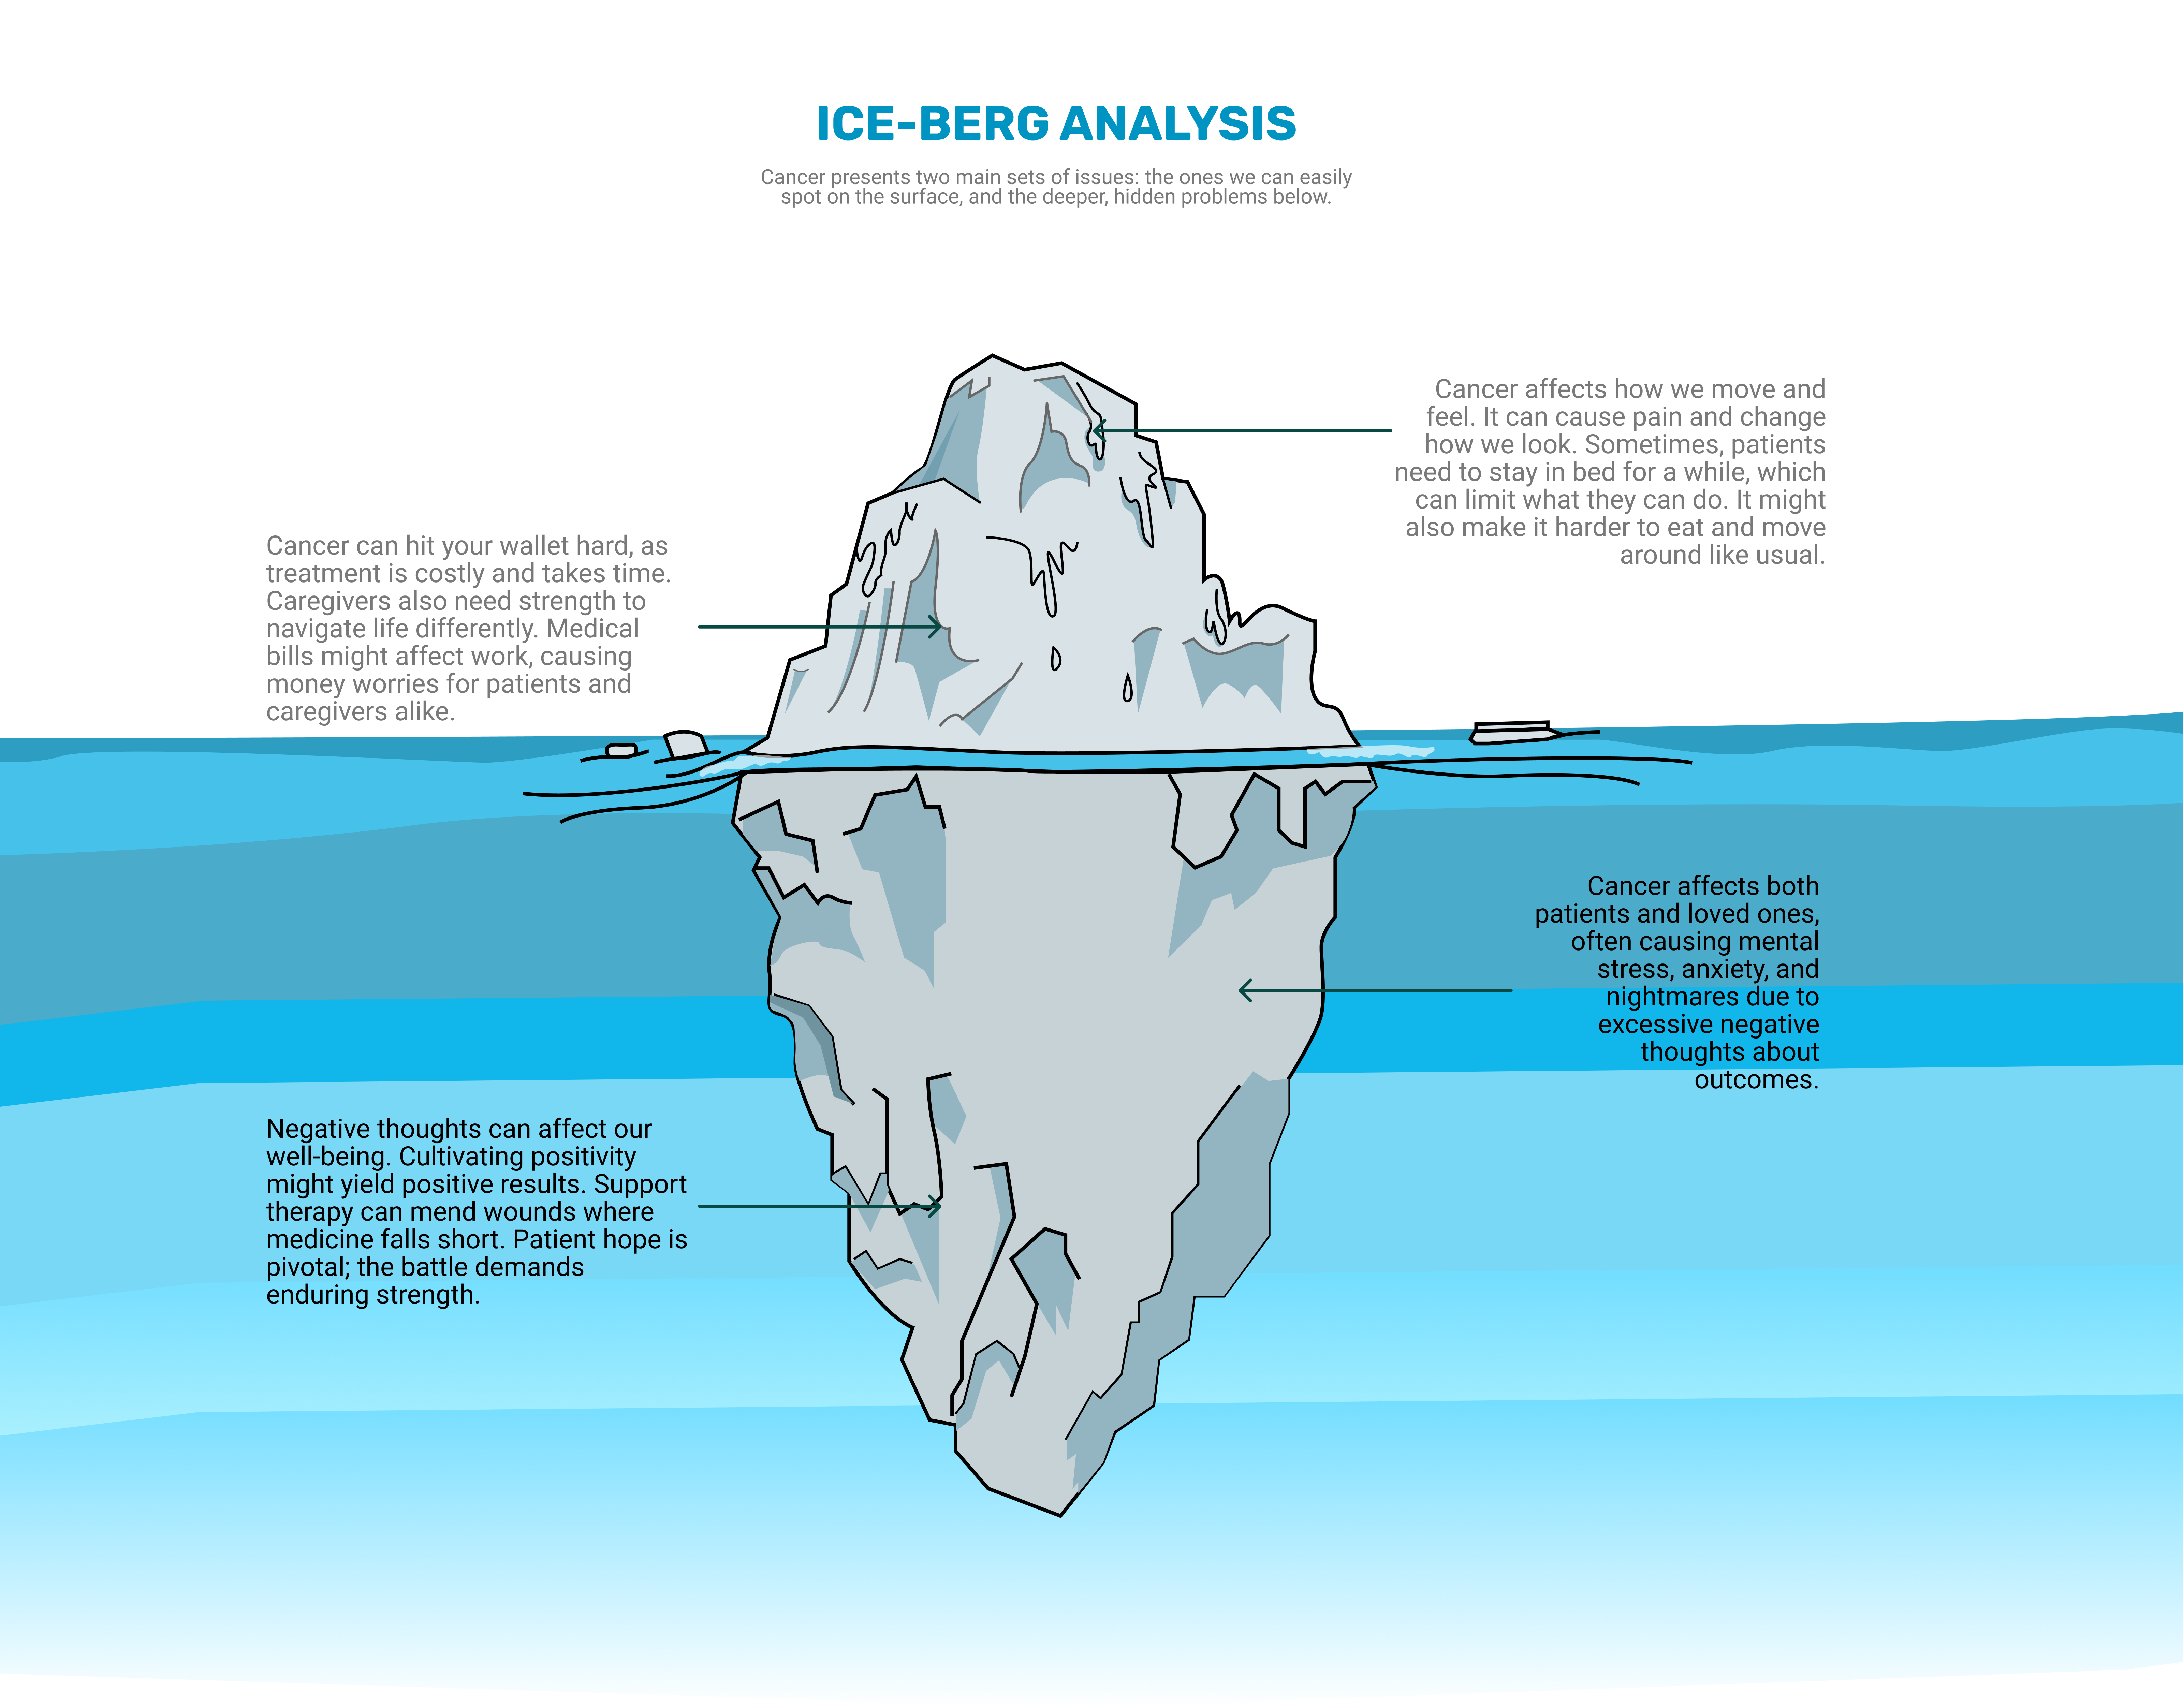 ICE-BERG ANALYSIS
Cancer presents two main sets of issues: the ones we can easily
spot on the surface, and the deeper, hidden problems below.
Cancer affects how we move and
feel. It can cause pain and change
how we look. Sometimes, patients
need to stay in bed for a while, which
can limit what they can do. It might
also make it harder to eat and move
around like usual.
Cancer can hit your wallet hard, as
treatment is costly and takes time.
Caregivers also need strength to
navigate life differently. Medical
bills might affect work, causing
money worries for patients and
caregivers alike.
Cancer affects both
patients and loved ones,
often causing mental
stress, anxiety, and
nightmares due to
excessive negative
thoughts about
outcomes.
Negative thoughts can affect our
well-being. Cultivating positivity
might yield positive results. Support
therapy can mend wounds where
medicine falls short. Patient hope is
pivotal; the battle demands
enduring strength.